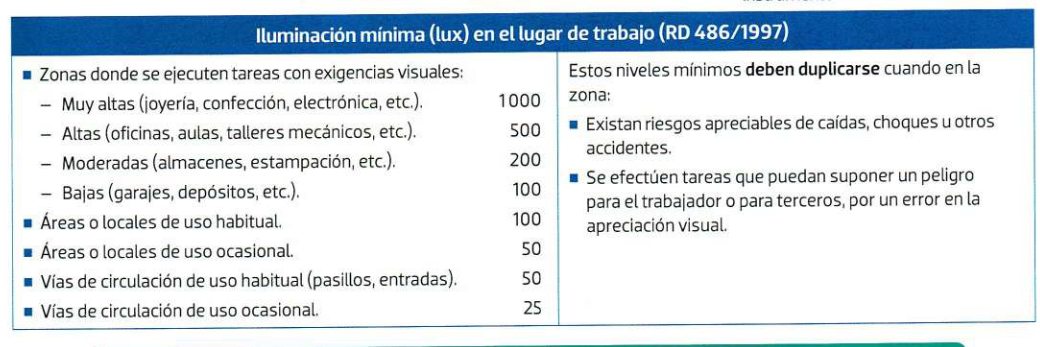 Iluminación mínima (lux) en el lugar de trabajo (RD 486/1997)
▪ Zonas donde se ejecuten tareas con exigencias visuales:
– Muy altas (joyería, confección, electrónica, etc.). 1000
– Altas (oficinas, aulas, talleres mecánicos, etc.). 500
– Moderadas (almacenes, estampación, etc.). 200
– Bajas (garajes, depósitos, etc.). 100
▪ Áreas o locales de uso habitual. 100
▪ Áreas o locales de uso ocasional. 50
▪ Vías de circulación de uso habitual (pasillos, entradas). 50
▪ Vías de circulación de uso ocasional. 25
Estos niveles mínimos deben duplicarse cuando en la
zona:
▪ Existan riesgos apreciables de caídas, choques u otros
accidentes.
▪ Se efectúen tareas que puedan suponer un peligro
para el trabajador o para terceros, por un error en la
apreciación visual.